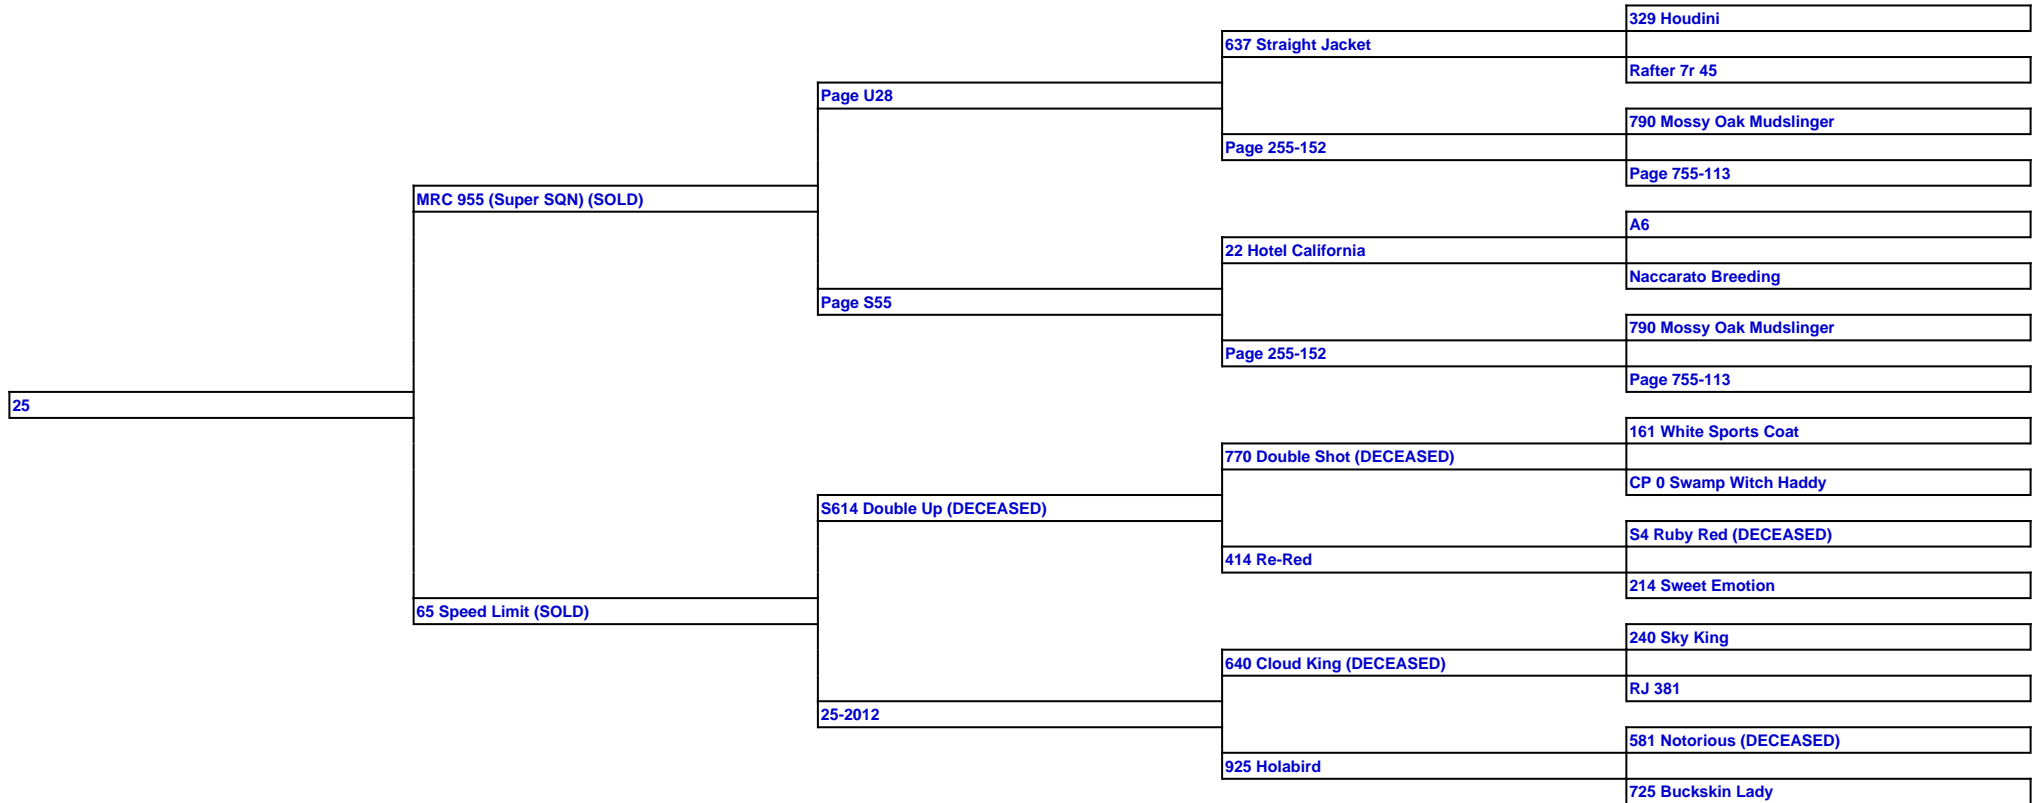 329 Houdini
637 Straight Jacket
Rafter 7r 45
Page U28
790 Mossy Oak Mudslinger
Page 255-152
Page 755-113
MRC 955 (Super SQN) (SOLD)
A6
22 Hotel California
Naccarato Breeding
Page S55
790 Mossy Oak Mudslinger
Page 255-152
Page 755-113
25
161 White Sports Coat
770 Double Shot (DECEASED)
CP 0 Swamp Witch Haddy
S614 Double Up (DECEASED)
S4 Ruby Red (DECEASED)
414 Re-Red
214 Sweet Emotion
65 Speed Limit (SOLD)
240 Sky King
640 Cloud King (DECEASED)
RJ 381
25-2012
581 Notorious (DECEASED)
925 Holabird
725 Buckskin Lady